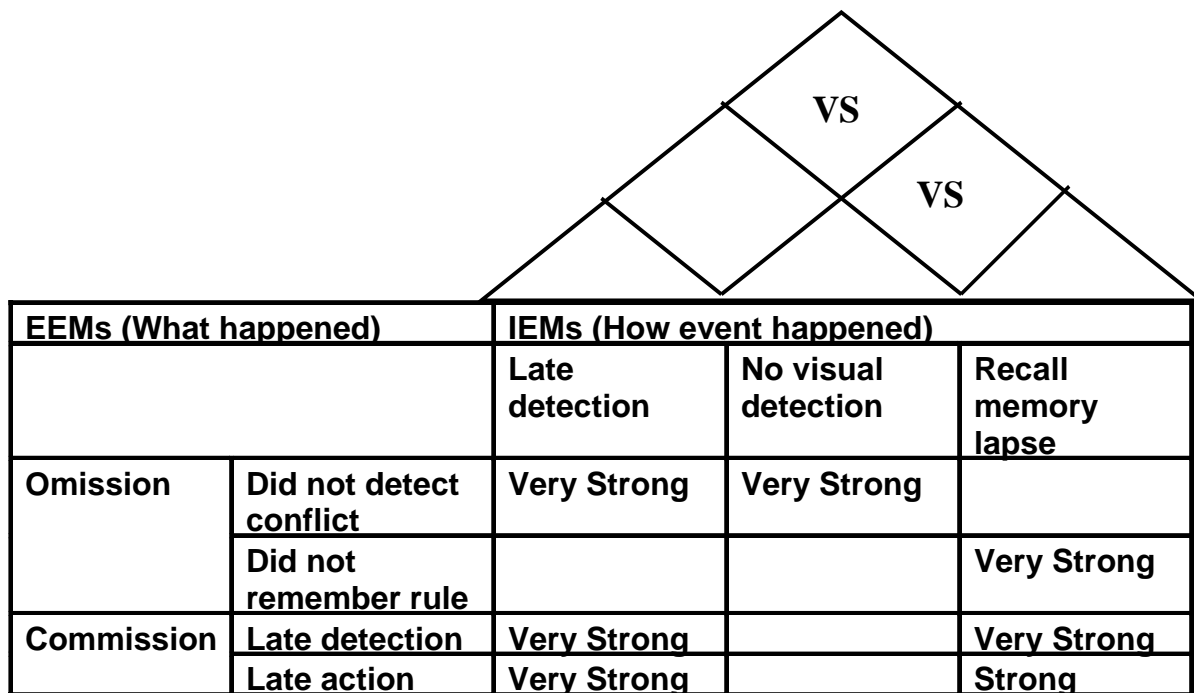 VS
VS
EEMs (What happened) IEMs (How event happened)
Late detection No visual detection Recall memory lapse
Omission Did not detect conflict Very Strong Very Strong
Did not remember rule Very Strong
Commission Late detection Very Strong Very Strong
Late action Very Strong Strong